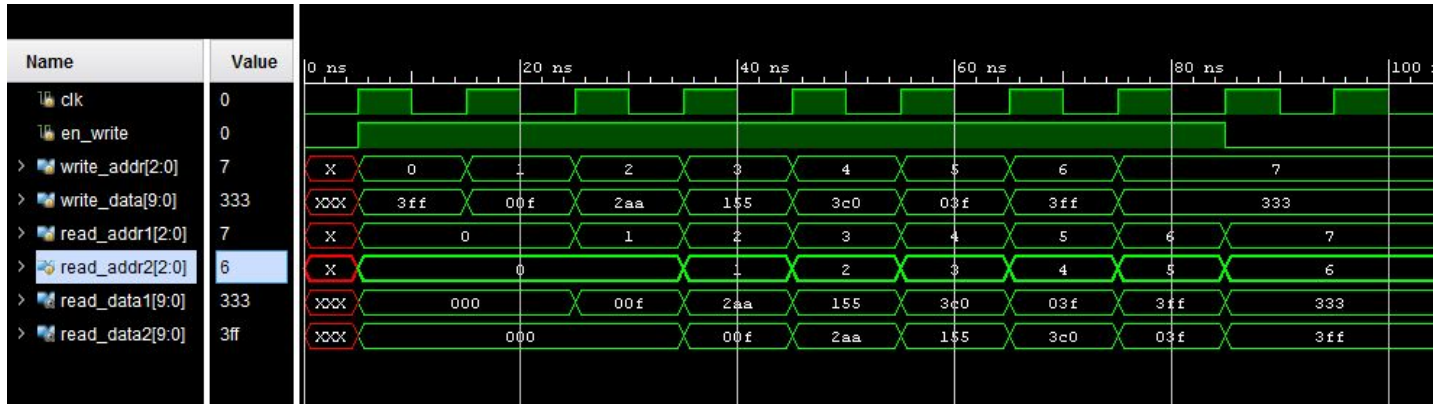 Name Value 0 ns 20 ns 40 ns 60 ns 80 ns 100
clk 0
en_write 0
write_addr[2:0] 7 X 0 1 2 3 4 5 6 7
write_data[9:0] 333 XXX 3ff 00f 2aa 155 3c0 03f 3ff 333
read_addr1[2:0] 7 X 0 1 2 3 4 5 6 7
read_addr2[2:0] 6 X 0 1 2 3 4 5 6
read_data1[9:0] 333 XXX 000 00f 2aa 155 3c0 03f 3ff 333
read_data2[9:0] 3ff XXX 000 00f 2aa 155 3c0 03f 3ff